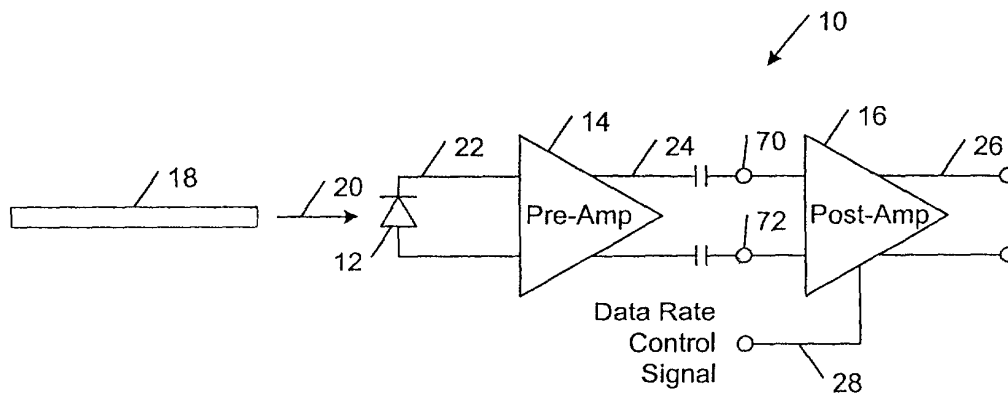 10
14
16
22
24
70
26
18
20
Pre-Amp
Post-Amp
12
72
Data Rate
Control
Signal
28